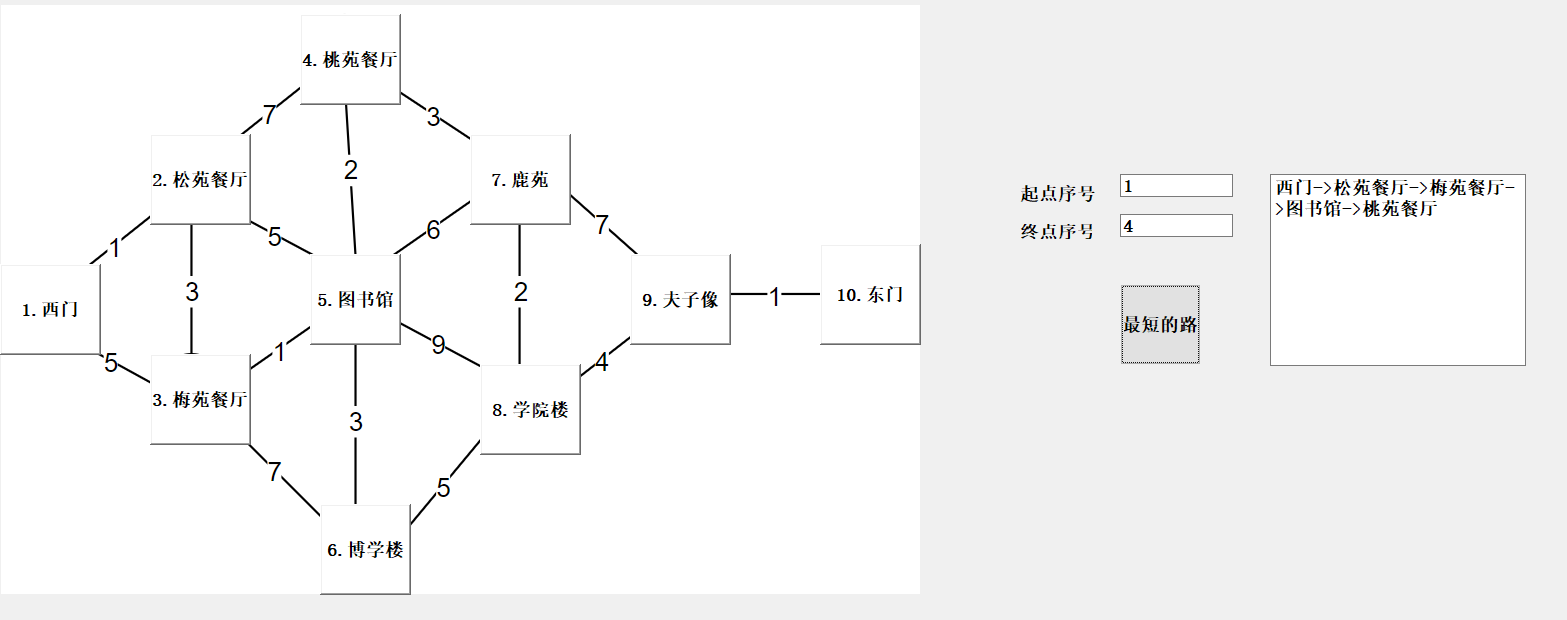 4.桃苑餐厅
7
3
2.松苑餐厅
2
7.鹿苑
起点序号
1
西门->松苑餐厅->梅苑餐厅-
>图书馆->桃苑餐厅
终点序号
4
1
5
6
7
3
1.西门
5.图书馆
2
9.夫子像
1
10.东门
最短的路
5
1
9
4
3.梅苑餐厅
8.学院楼
3
7
5
6.博学楼